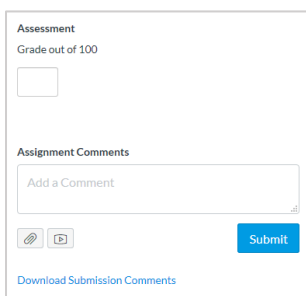 Assessment
Grade out of 100
Assignment Comments
Add a Comment
Submit
Download Submission Comments